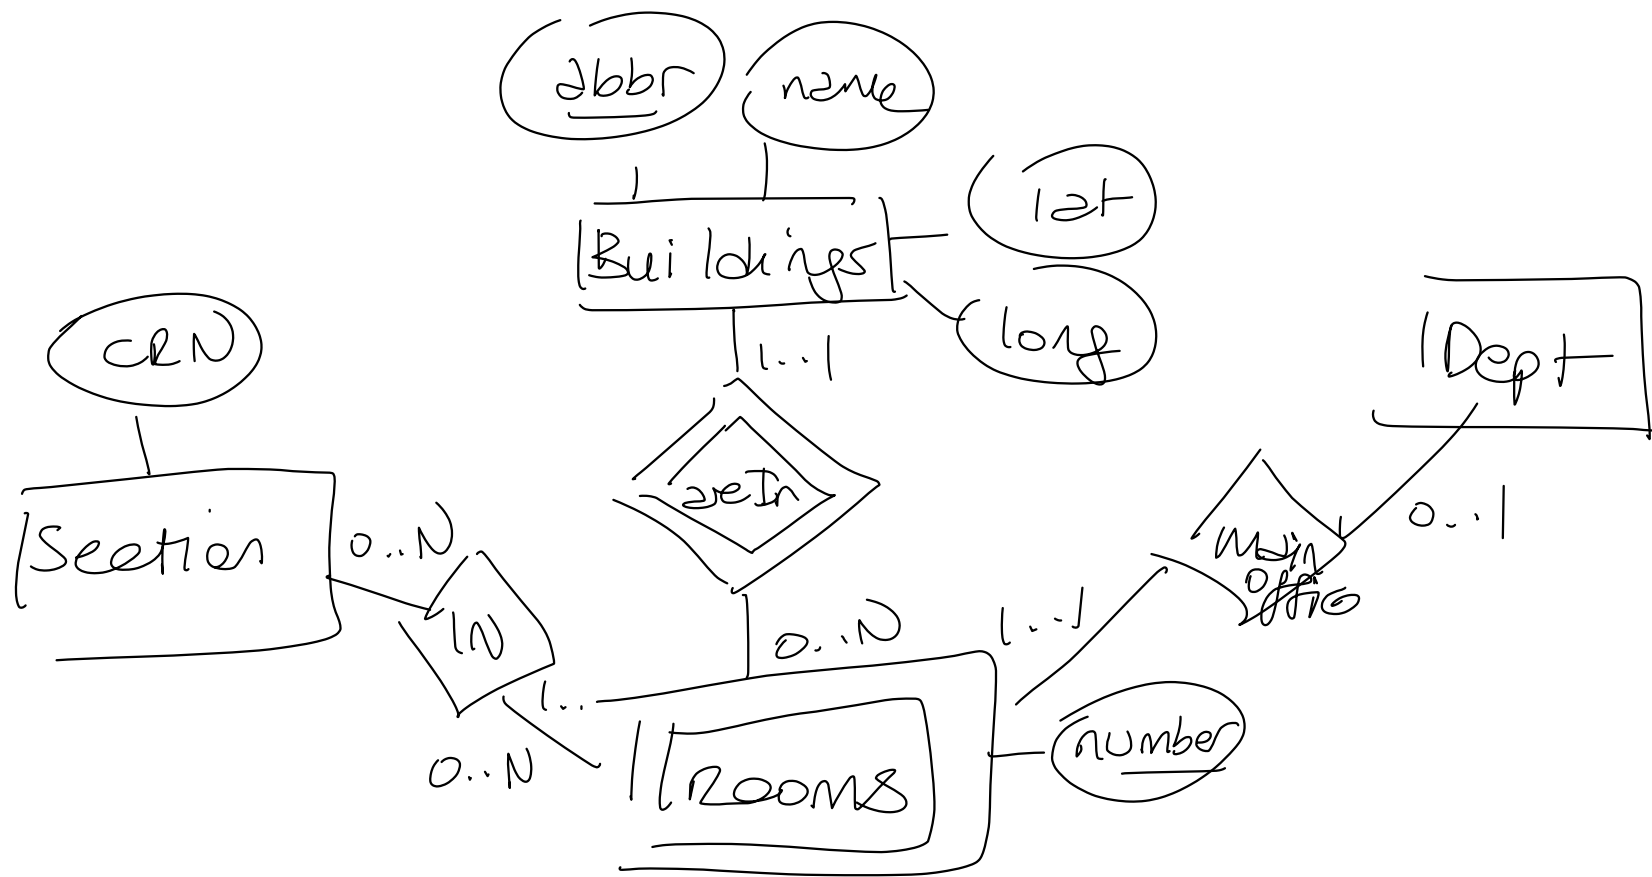 abbr
name
lat
Buildings
long
1..1
CRN
Dept
Section
areIn
0..N
0..1
Main
Office
IN
0..N
1...1
1..
number
0..N
Rooms